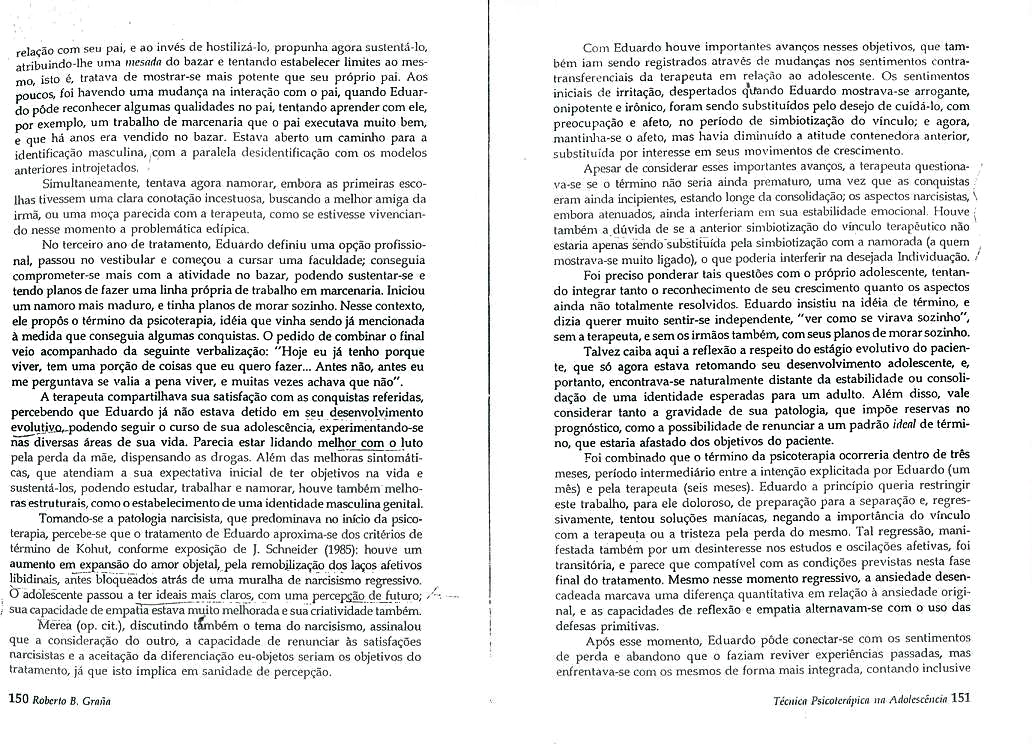 relação com seu pai, e ao invés de hostilizá-lo, propunha agora sustentá-lo,
atribuindo-lhe uma mesada do bazar e tentando estabelecer limites ao mes-
mo, isto é, tratava de mostrar-se mais potente que seu próprio pai. Aos
poucos, foi havendo uma mudança na interação com o pai, quando Eduar-
do pôde reconhecer algumas qualidades no pai, tentando aprender com ele,
por exemplo, um trabalho de marcenaria que o pai executava muito bem,
e que há anos era vendido no bazar. Estava aberto um caminho para a
identificação masculina, com a paralela desidentificação com os modelos
anteriores introjetados.
Simultaneamente, tentava agora namorar, embora as primeiras esco-
lhas tivessem uma clara conotação incestuosa, buscando a melhor amiga da
irmã, ou uma moça parecida com a terapeuta, como se estivesse vivencian-
do nesse momento a problemática edípica.
No terceiro ano de tratamento, Eduardo definiu uma opção profissio-
nal, passou no vestibular e começou a cursar uma faculdade; conseguia
comprometer-se mais com a atividade no bazar, podendo sustentar-se e
tendo planos de fazer uma linha própria de trabalho em marcenaria. Iniciou
um namoro mais maduro, e tinha planos de morar sozinho. Nesse contexto,
ele propôs o término da psicoterapia, idéia que vinha sendo já mencionada
à medida que conseguia algumas conquistas. O pedido de combinar o final
veio acompanhado da seguinte verbalização: "Hoje eu já tenho porque
viver, tem uma porção de coisas que eu quero fazer... Antes não, antes eu
me perguntava se valia a pena viver, e muitas vezes achava que não".
A terapeuta compartilhava sua satisfação com as conquistas referidas,
percebendo que Eduardo já não estava detido em seu desenvolvimento
evolutivo, podendo seguir o curso de sua adolescência, experimentando-se
nas diversas áreas de sua vida. Parecia estar lidando melhor com o luto
pela perda da mãe, dispensando as drogas. Além das melhoras sintomáti-
cas, que atendiam a sua expectativa inicial de ter objetivos na vida e
sustentá-los, podendo estudar, trabalhar e namorar, houve também melho-
ras estruturais, como o estabelecimento de uma identidade masculina genital.
Tomando-se a patologia narcisista, que predominava no início da psico-
terapia, percebe-se que o tratamento de Eduardo aproxima-se dos critérios de
término de Kohut, conforme exposição de J. Schneider (1985): houve um
aumento em expansão do amor objetal, pela remobilização dos laços afetivos
libidinais, antes bloqueados atrás de uma muralha de narcisismo regressivo.
O adolescente passou a ter ideais mais claros, com uma percepção de futuro;
sua capacidade de empatia estava muito melhorada e sua criatividade também.
Merea (op. cit.), discutindo também o tema do narcisismo, assinalou
que a consideração do outro, a capacidade de renunciar às satisfações
narcisistas e a aceitação da diferenciação eu-objetos seriam os objetivos do
tratamento, já que isto implica em sanidade de percepção.
150 Roberto B. Graña
Com Eduardo houve importantes avanços nesses objetivos, que tam-
bém iam sendo registrados através de mudanças nos sentimentos contra-
transferenciais da terapeuta em relação ao adolescente. Os sentimentos
iniciais de irritação, despertados quando Eduardo mostrava-se arrogante,
onipotente e irônico, foram sendo substituídos pelo desejo de cuidá-lo, com
preocupação e afeto, no período de simbiotização do vínculo; e agora,
mantinha-se o afeto, mas havia diminuído a atitude contenedora anterior,
substituída por interesse em seus movimentos de crescimento.
Apesar de considerar esses importantes avanços, a terapeuta questiona-
va-se se o término não seria ainda prematuro, uma vez que as conquistas
eram ainda incipientes, estando longe da consolidação; os aspectos narcisistas,
embora atenuados, ainda interferiam em sua estabilidade emocional. Houve
também a dúvida de se a anterior simbiotização do vínculo terapêutico não
estaria apenas sendo substituída pela simbiotização com a namorada (a quem
mostrava-se muito ligado), o que poderia interferir na desejada Individuação.
Foi preciso ponderar tais questões com o próprio adolescente, tentan-
do integrar tanto o reconhecimento de seu crescimento quanto os aspectos
ainda não totalmente resolvidos. Eduardo insistiu na idéia de término, e
dizia querer muito sentir-se independente, "ver como se virava sozinho",
sem a terapeuta, e sem os irmãos também, com seus planos de morar sozinho.
Talvez caiba aqui a reflexão a respeito do estágio evolutivo do pacien-
te, que só agora estava retomando seu desenvolvimento adolescente, e,
portanto, encontrava-se naturalmente distante da estabilidade ou consoli-
dação de uma identidade esperadas para um adulto. Além disso, vale
considerar tanto a gravidade de sua patologia, que impõe reservas no
prognóstico, como a possibilidade de renunciar a um padrão ideal de térmi-
no, que estaria afastado dos objetivos do paciente.
Foi combinado que o término da psicoterapia ocorreria dentro de três
meses, período intermediário entre a intenção explicitada por Eduardo (um
mês) e pela terapeuta (seis meses). Eduardo a princípio queria restringir
este trabalho, para ele doloroso, de preparação para a separação e, regres-
sivamente, tentou soluções maníacas, negando a importância do vínculo
com a terapeuta ou a tristeza pela perda do mesmo. Tal regressão, mani-
festada também por um desinteresse nos estudos e oscilações afetivas, foi
transitória, e parece que compatível com as condições previstas nesta fase
final do tratamento. Mesmo nesse momento regressivo, a ansiedade desen-
cadeada marcava uma diferença quantitativa em relação à ansiedade origi-
nal, e as capacidades de reflexão e empatia alternavam-se com o uso das
defesas primitivas.
Após esse momento, Eduardo pôde conectar-se com os sentimentos
de perda e abandono que o faziam reviver experiências passadas, mas
enfrentava-se com os mesmos de forma mais integrada, contando inclusive
Técnica Psicoterápica na Adolescência 151